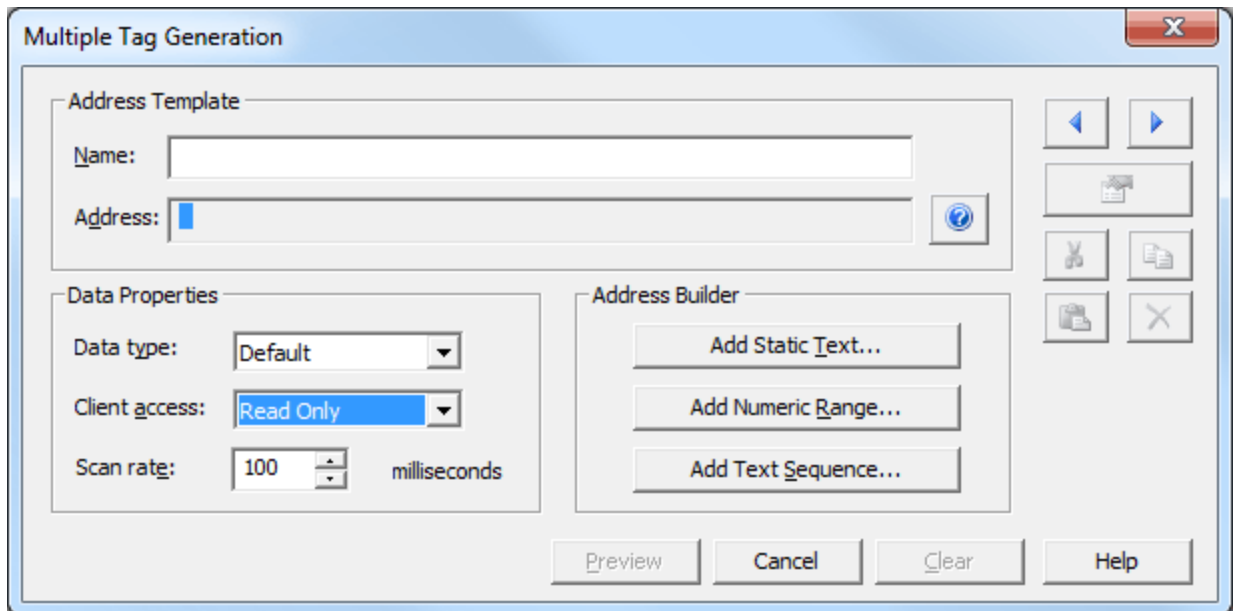 Multiple Tag Generation
Address Template
Name:
Address:
Data Properties
Data type: Default
Client access: Read Only
Scan rate: 100 milliseconds
Address Builder
Add Static Text...
Add Numeric Range...
Add Text Sequence...
Preview Cancel Clear Help